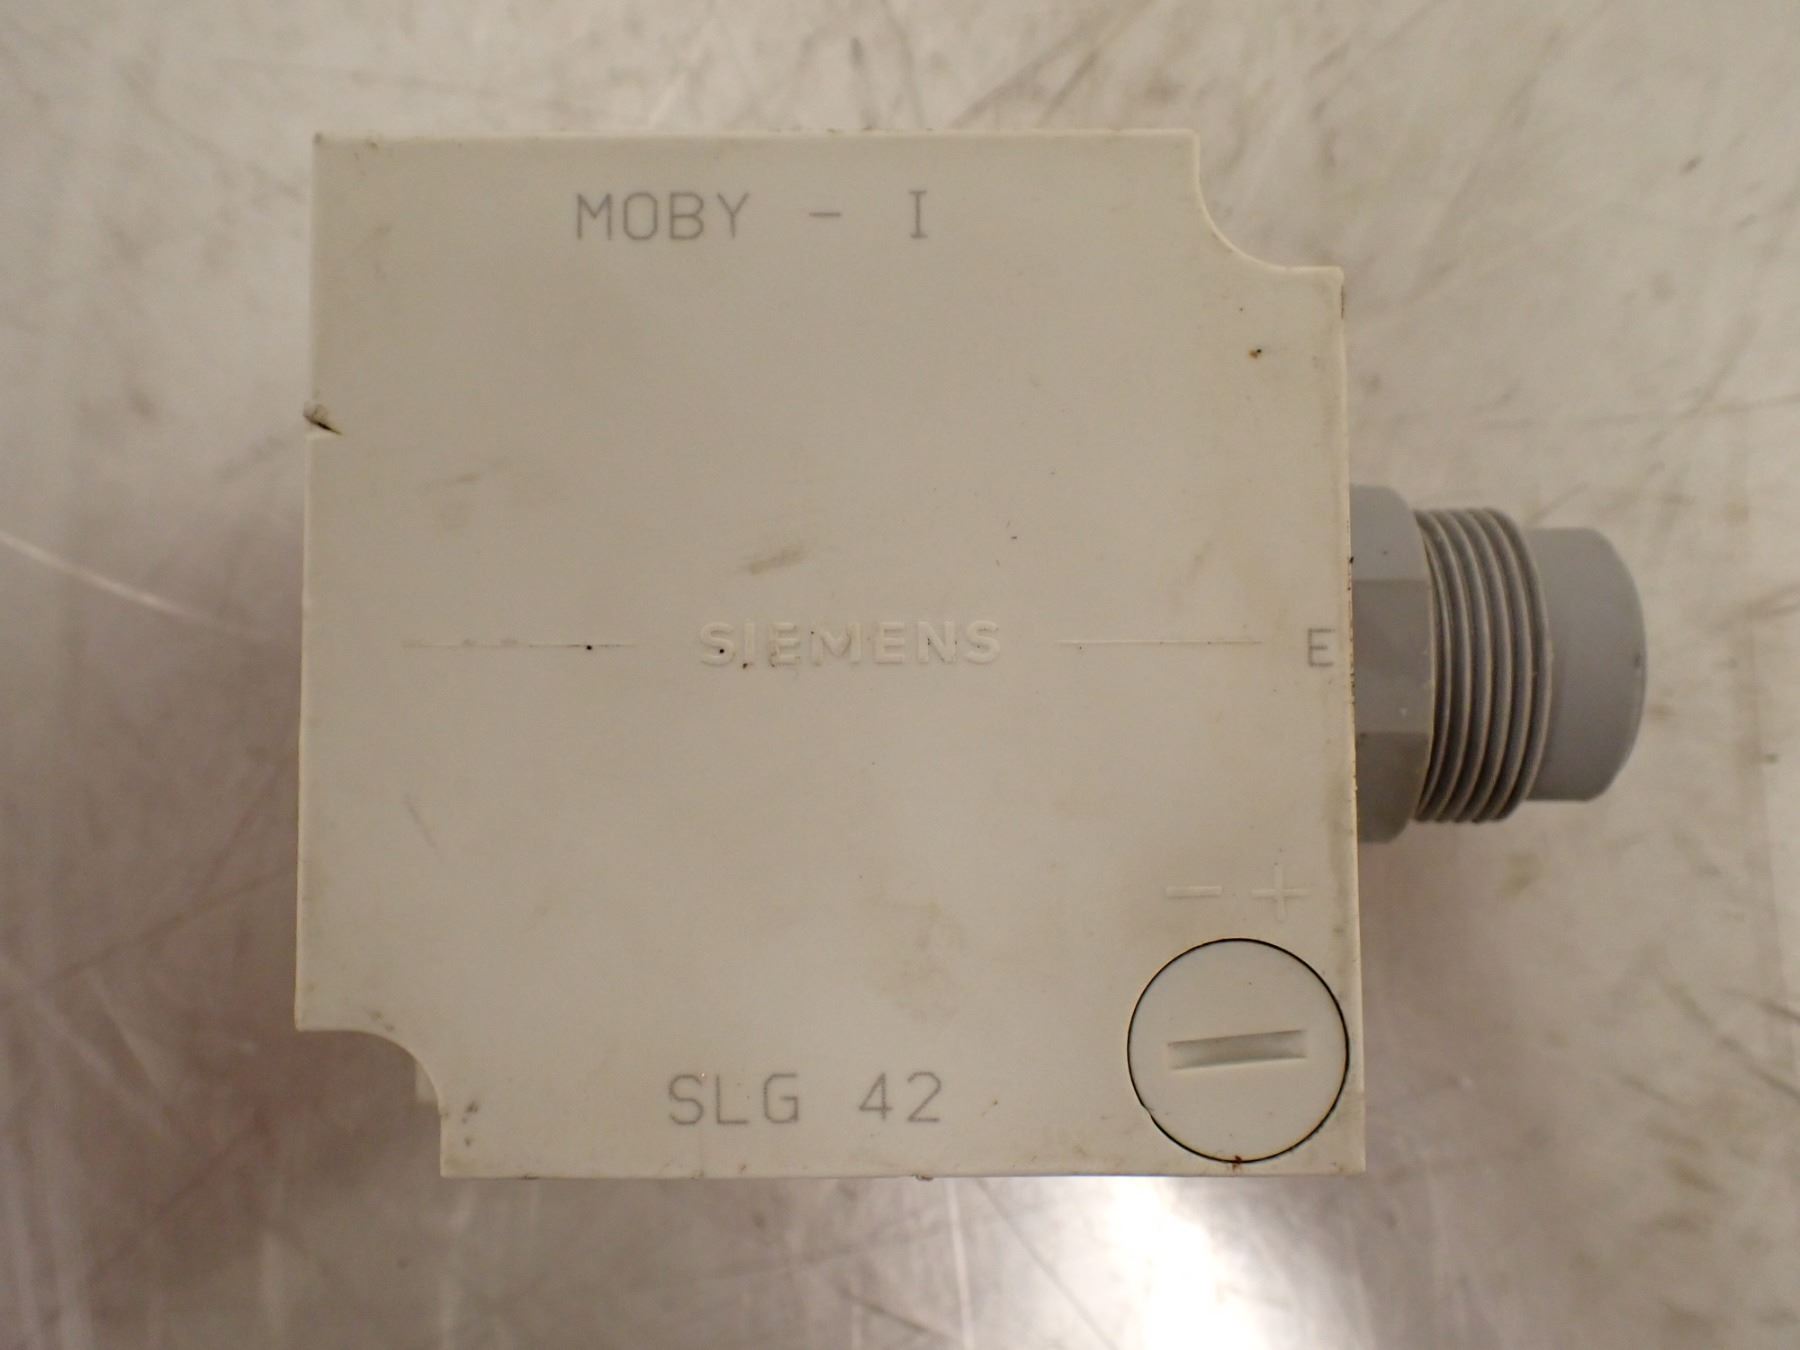 MOBY - I
SIEMENS
E
- +
SLG 42